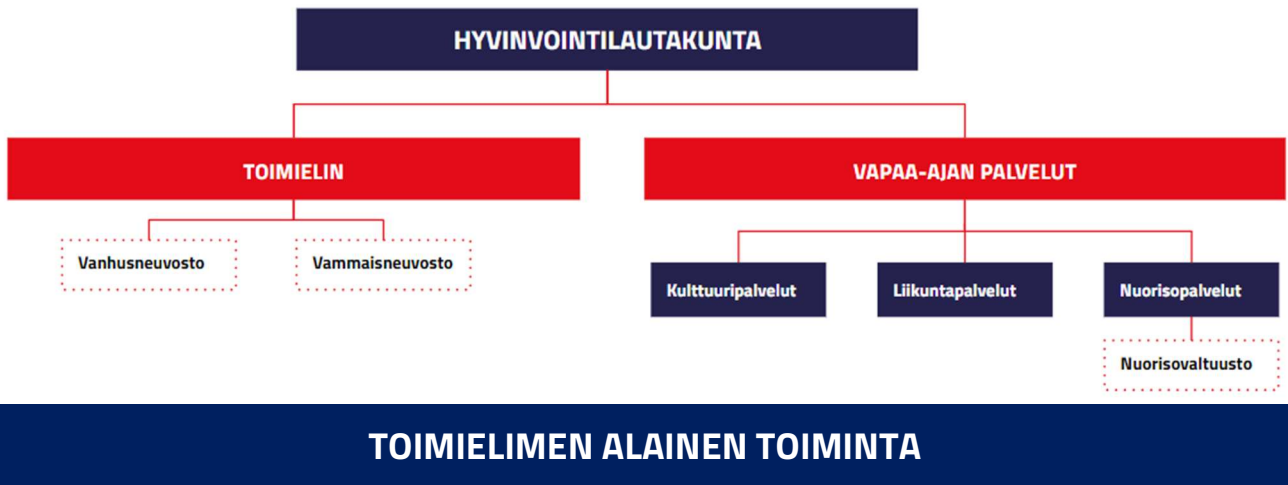 HYVINVOINTILAUTAKUNTA
TOIMIELIN
VAPAA-AJAN PALVELUT
Vanhusneuvosto
Vammaisneuvosto
Kulttuuripalvelut
Liikuntapalvelut
Nuorisopalvelut
Nuorisovaltuusto
TOIMIELIMEN ALAINEN TOIMINTA